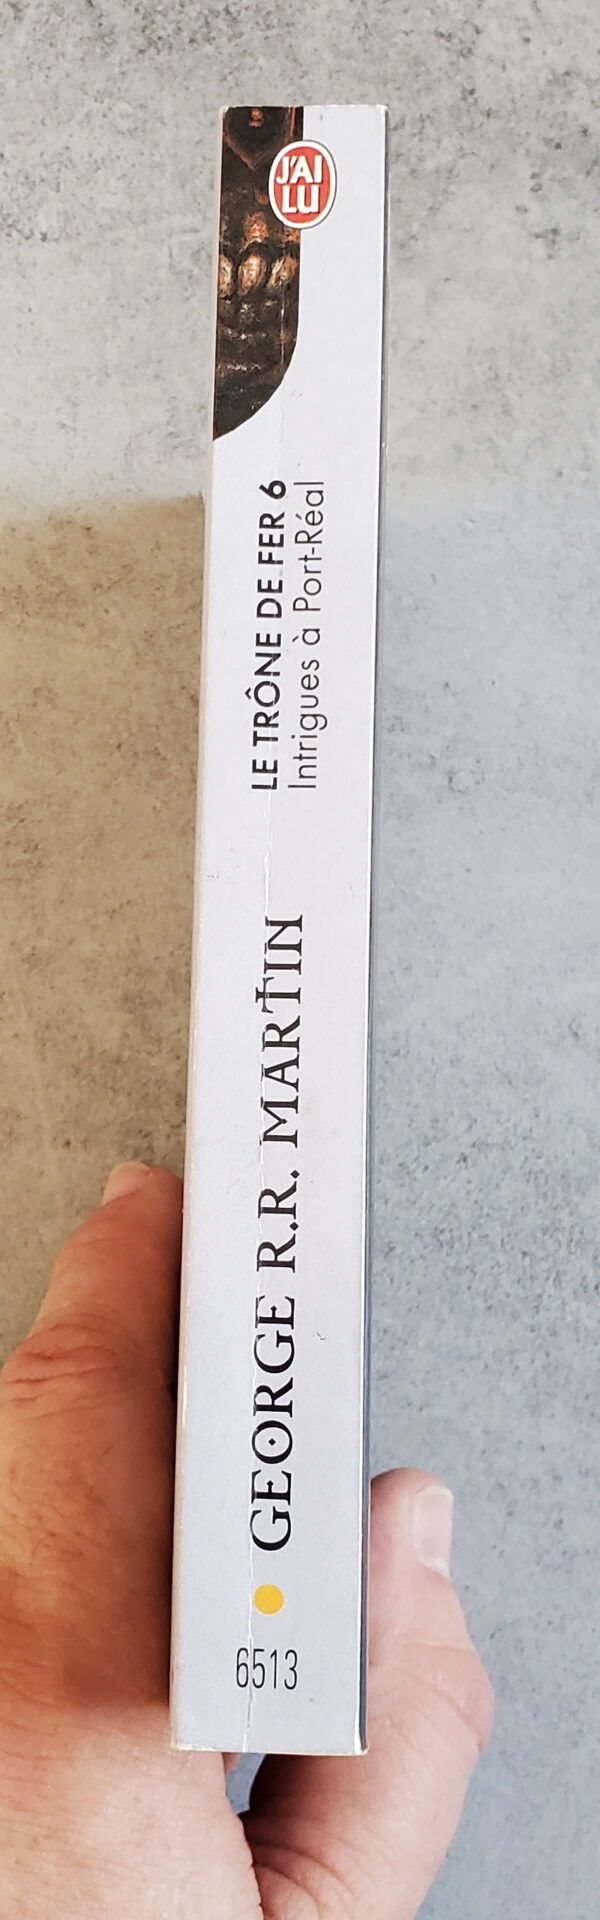 J'AI
LU
LE TRÔNE DE FER 6
Intrigues à Port-Réal
GEORGE R.R. MARTIN
6513